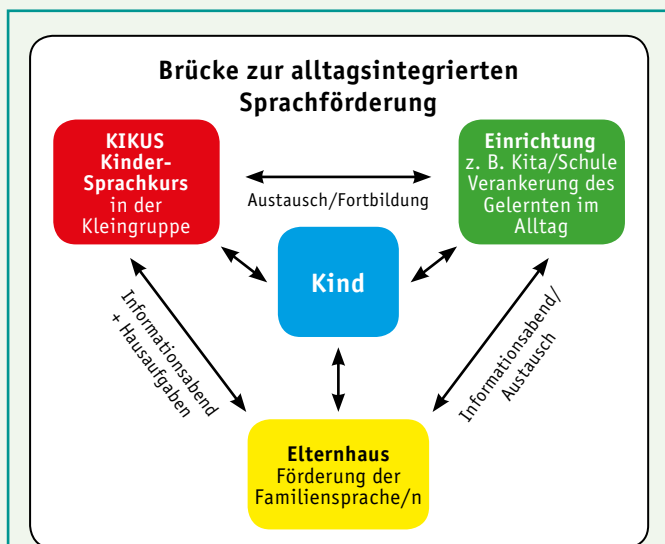 Brücke zur alltagsintegrierten
Sprachförderung
KIKUS
Kinder-
Sprachkurs
in der
Kleingruppe
Einrichtung
z. B. Kita/Schule
Verankerung des
Gelernten im
Alltag
Austausch/Fortbildung
Kind
Informationsabend
+ Hausaufgaben
Informationsabend/
Austausch
Elternhaus
Förderung der
Familiensprache/n